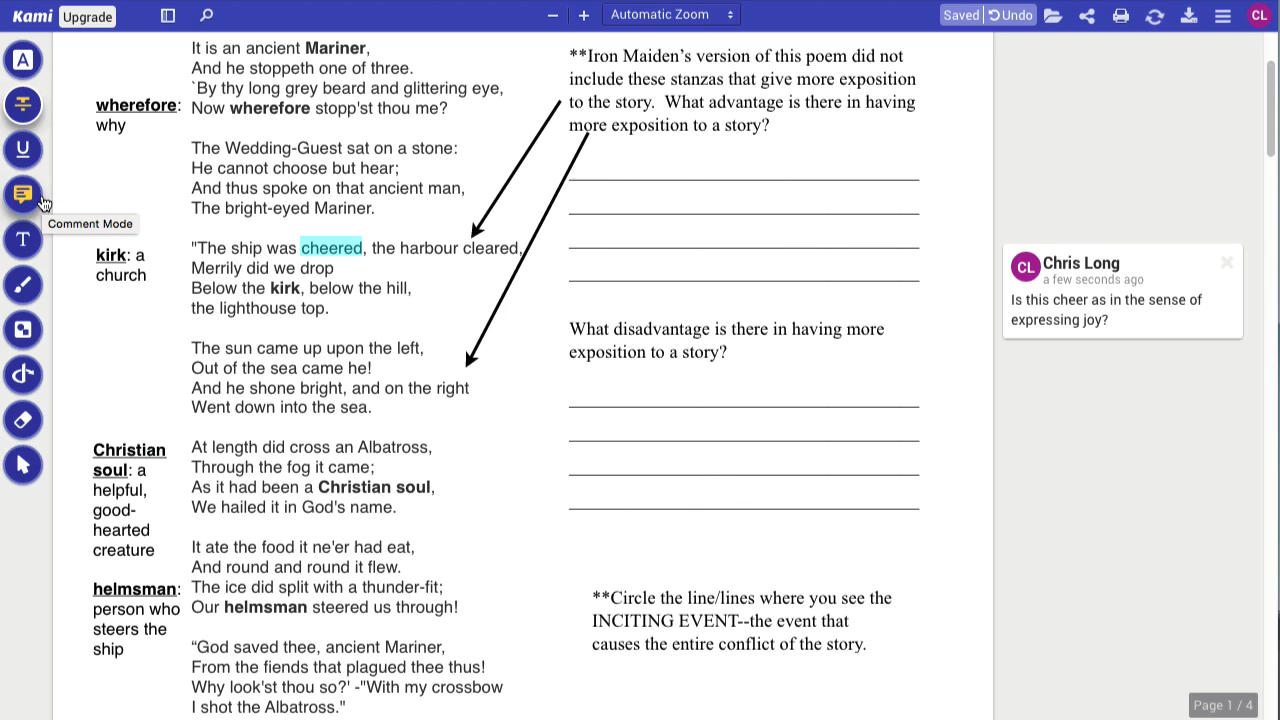 Kami Upgrade
Automatic Zoom
Saved Undo
CL
Comment Mode
wherefore:
why
kirk: a
church
Christian
soul: a
helpful,
good-
hearted
creature
helmsman:
person who
steers the
ship
It is an ancient Mariner,
And he stoppeth one of three.
`By thy long grey beard and glittering eye,
Now wherefore stopp'st thou me?
The Wedding-Guest sat on a stone:
He cannot choose but hear;
And thus spoke on that ancient man,
The bright-eyed Mariner.
"The ship was cheered, the harbour cleared,
Merrily did we drop
Below the kirk, below the hill,
the lighthouse top.
The sun came up upon the left,
Out of the sea came he!
And he shone bright, and on the right
Went down into the sea.
At length did cross an Albatross,
Through the fog it came;
As it had been a Christian soul,
We hailed it in God's name.
It ate the food it ne'er had eat,
And round and round it flew.
The ice did split with a thunder-fit;
Our helmsman steered us through!
“God saved thee, ancient Mariner,
From the fiends that plagued thee thus!
Why look'st thou so?' -"With my crossbow
I shot the Albatross."
**Iron Maiden’s version of this poem did not
include these stanzas that give more exposition
to the story. What advantage is there in having
more exposition to a story?
What disadvantage is there in having more
exposition to a story?
**Circle the line/lines where you see the
INCITING EVENT--the event that
causes the entire conflict of the story.
CL Chris Long
a few seconds ago
Is this cheer as in the sense of
expressing joy?
Page 1 / 4
A
U
T